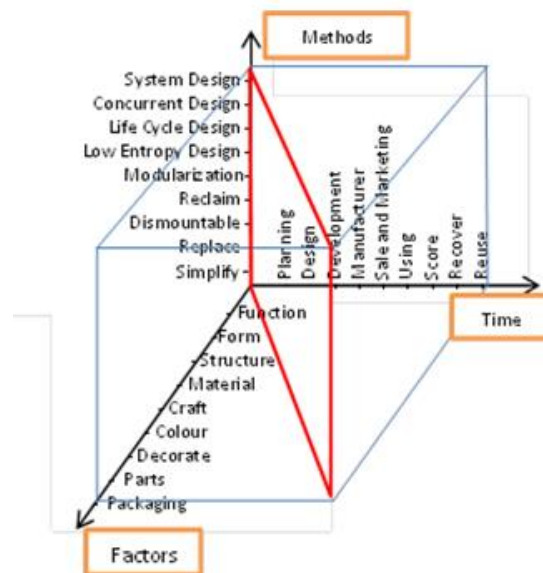 Methods
System Design
Concurrent Design
Life Cycle Design
Low Entropy Design
Modularization
Reclaim
Dismountable
Replace
Simplify
Planning
Design
Development
Manufacturer
Sale and Marketing
Using
Score
Recover
Reuse
Time
Function
Form
Structure
Material
Craft
Colour
Decorate
Parts
Packaging
Factors